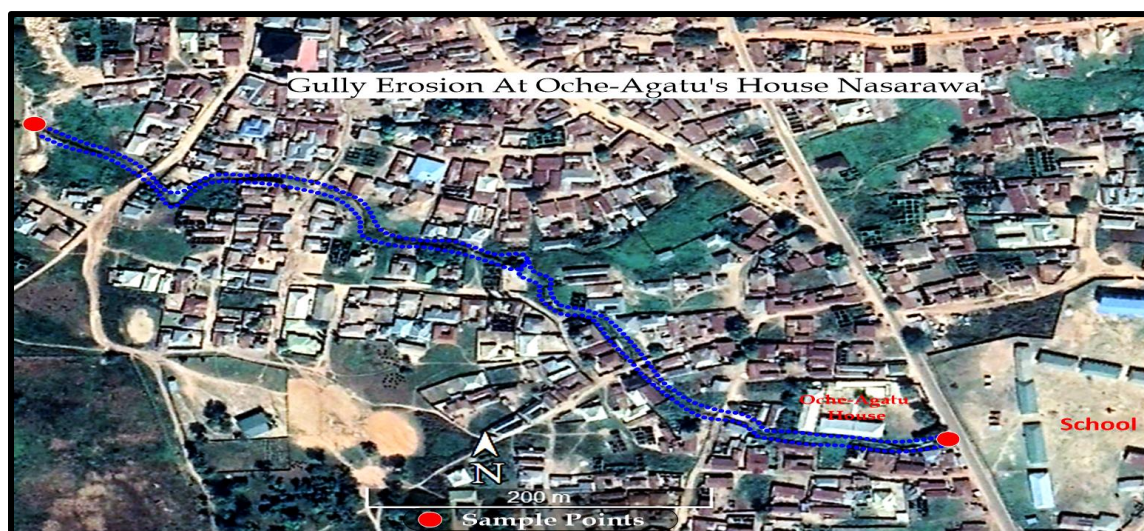 Gully Erosion At Oche-Agatu's House Nasarawa
Oche-Agatu
House
School
N
200 m
Sample Points